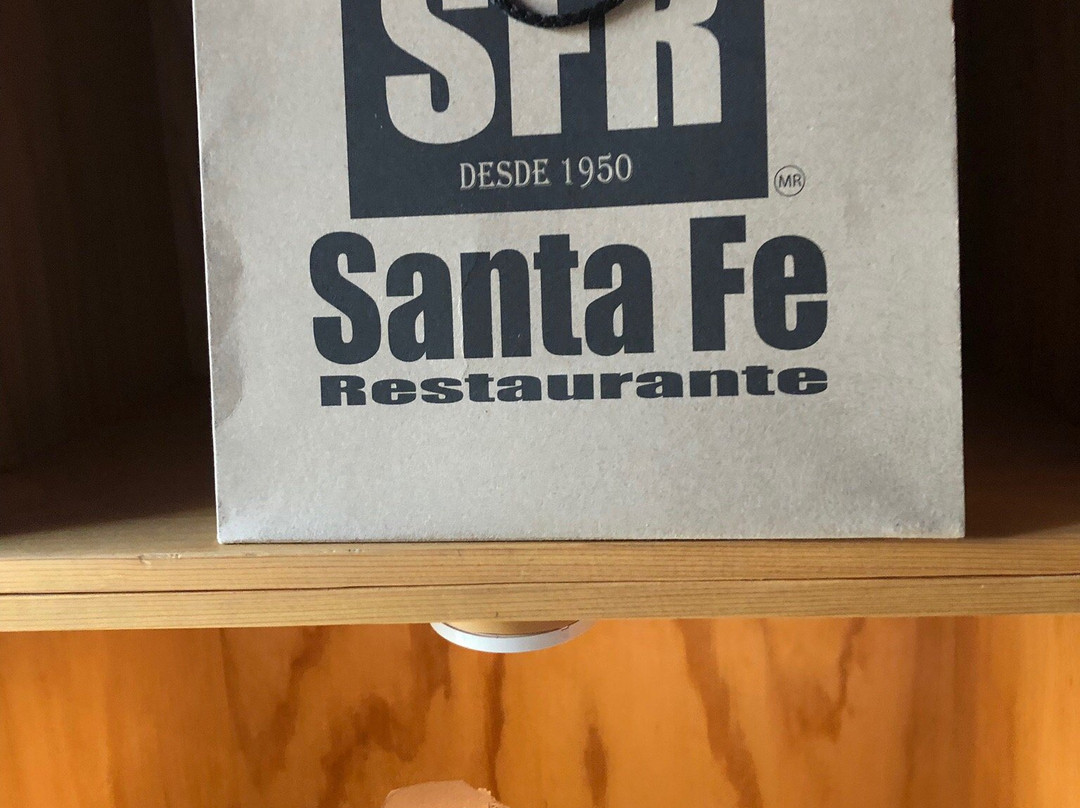 SFR
DESDE 1950
MR
Santa Fe
Restaurante